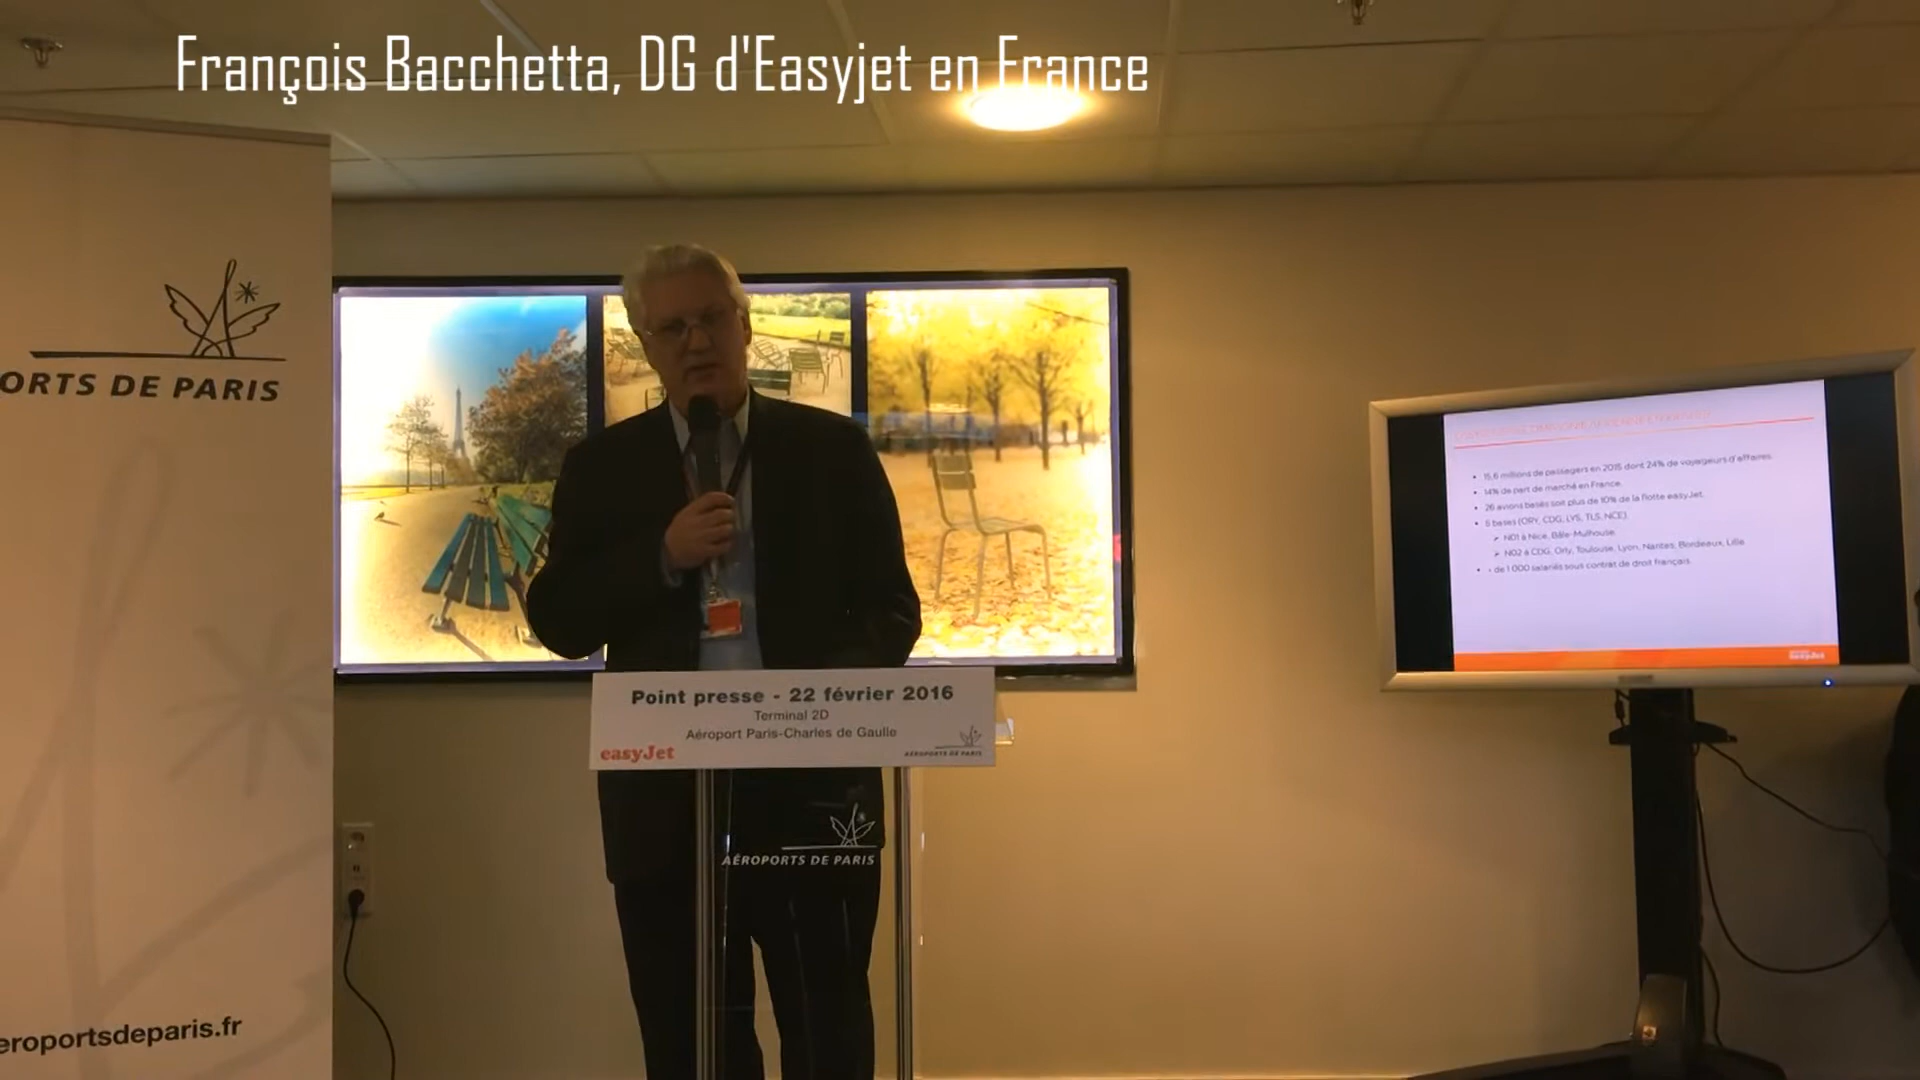 François Bacchetta, DG d'Easyjet en France
ORTS DE PARIS
eroportsdeparis.fr
Point presse - 22 février 2016
Terminal 2D
Aéroport Paris-Charles de Gaulle
easyJet
AÉROPORTS DE PARIS
AÉROPORTS DE PARIS
• 15,6 millions de passagers en 2015 dont 24% de voyageurs d'affaires.
• 14% de part de marché en France.
• 26 avions basés soit plus de 10% de la flotte easyJet.
• 5 bases (ORY, CDG, LYS, TLS, NCE)
➢ N01 à Nice, Bâle-Mulhouse
➢ N02 à CDG, Orly, Toulouse, Lyon, Nantes, Bordeaux, Lille
• de 1 000 salariés sous contrat de droit français.
easyJet